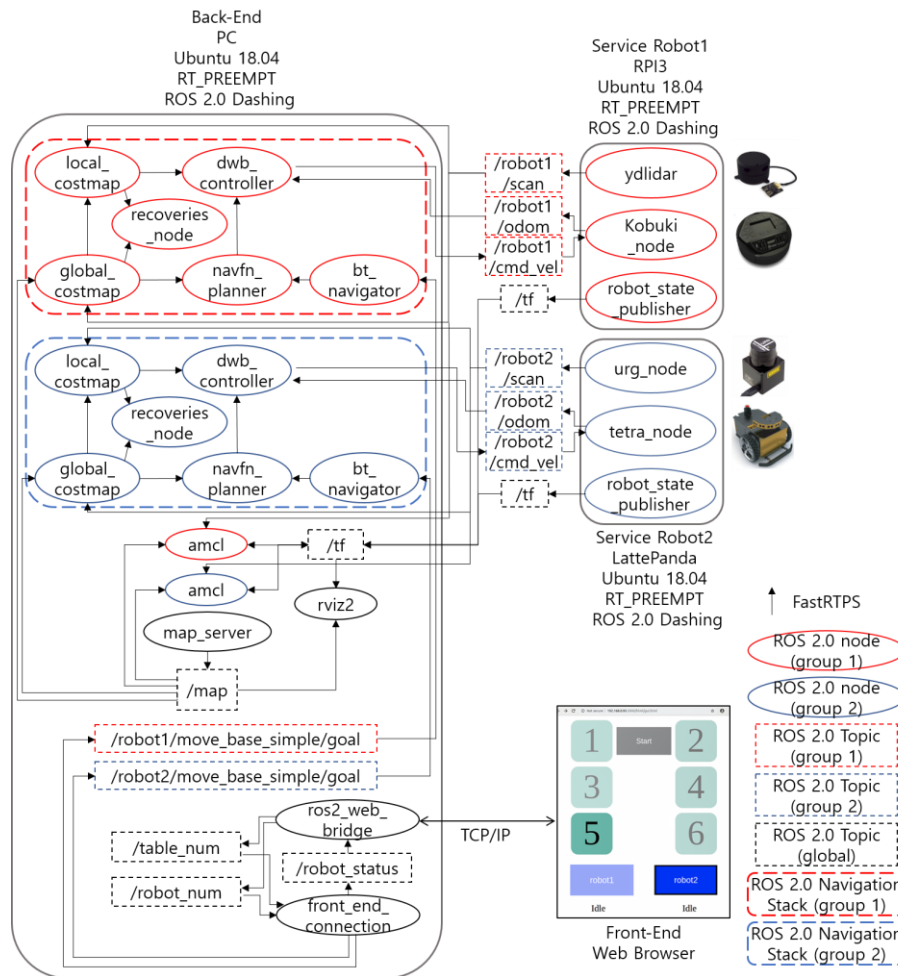 Back-End
PC
Ubuntu 18.04
RT_PREEMPT
ROS 2.0 Dashing
Service Robot1
RPI3
Ubuntu 18.04
RT_PREEMPT
ROS 2.0 Dashing
local_
costmap
dwb_
controller
recoveries
_node
global_
costmap
navfn_
planner
bt_
navigator
/robot1
/scan
/robot1
/odom
/robot1
/cmd_vel
/tf
ydlidar
Kobuki
_node
robot_state
_publisher
local_
costmap
dwb_
controller
recoveries
_node
global_
costmap
navfn_
planner
bt_
navigator
/robot2
/scan
/robot2
/odom
/robot2
/cmd_vel
/tf
urg_node
tetra_node
robot_state
_publisher
Service Robot2
LattePanda
Ubuntu 18.04
RT_PREEMPT
ROS 2.0 Dashing
amcl
/tf
amcl
rviz2
map_server
/map
/robot1/move_base_simple/goal
/robot2/move_base_simple/goal
ros2_web_
bridge
/table_num
/robot_status
/robot_num
front_end_
connection
TCP/IP
1
Start
2
3
4
5
6
robot1
robot2
Idle
Idle
Front-End
Web Browser
FastRTPS
ROS 2.0 node
(group 1)
ROS 2.0 node
(group 2)
ROS 2.0 Topic
(group 1)
ROS 2.0 Topic
(group 2)
ROS 2.0 Topic
(global)
ROS 2.0 Navigation
Stack (group 1)
ROS 2.0 Navigation
Stack (group 2)